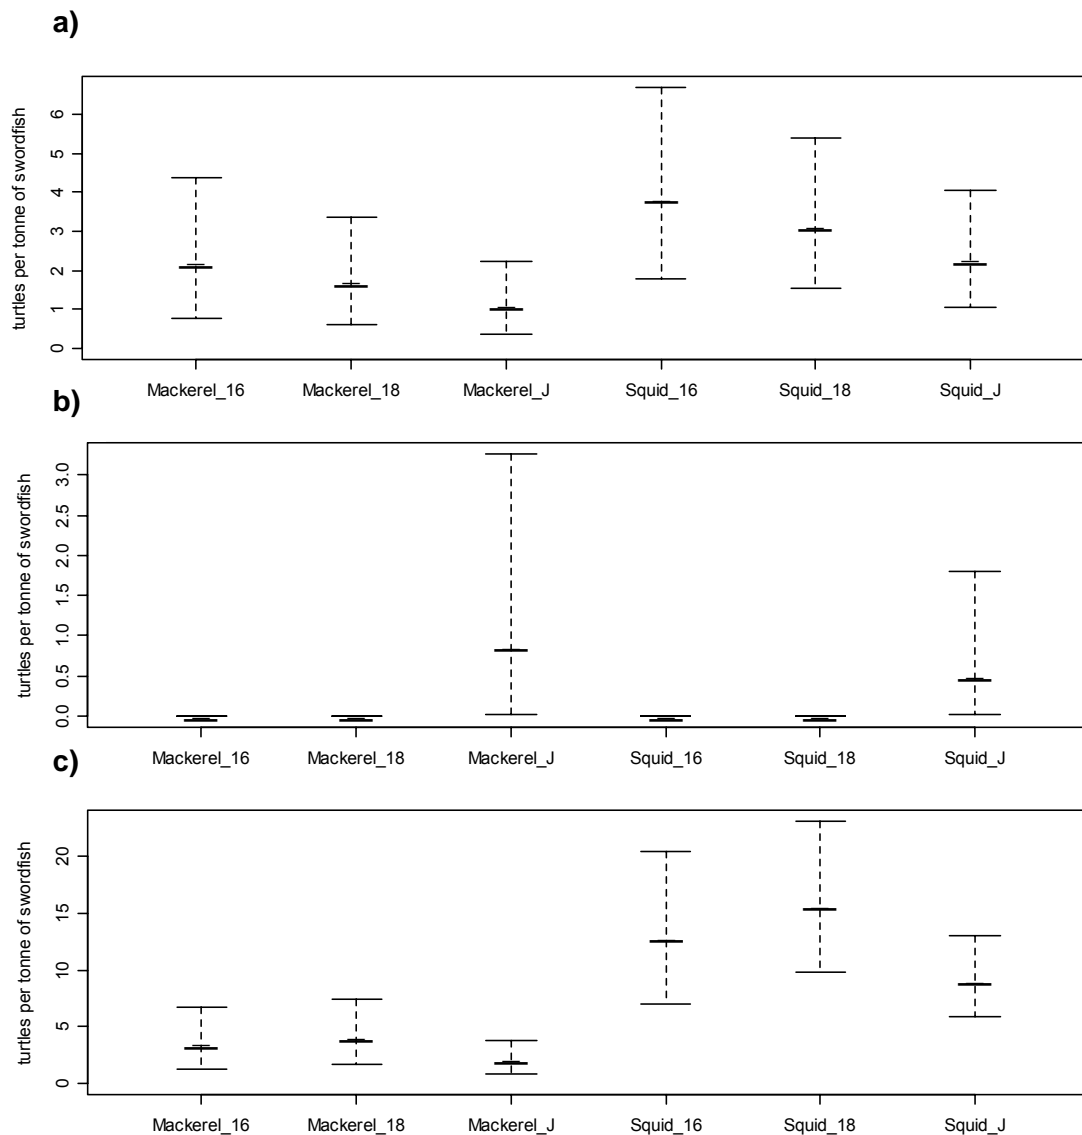 a)
turtles per tonne of swordfish
0 1 2 3 4 5 6
Mackerel_16 Mackerel_18 Mackerel_J Squid_16 Squid_18 Squid_J
b)
turtles per tonne of swordfish
0.0 0.5 1.0 1.5 2.0 2.5 3.0
Mackerel_16 Mackerel_18 Mackerel_J Squid_16 Squid_18 Squid_J
c)
turtles per tonne of swordfish
0 5 10 15 20
Mackerel_16 Mackerel_18 Mackerel_J Squid_16 Squid_18 Squid_J